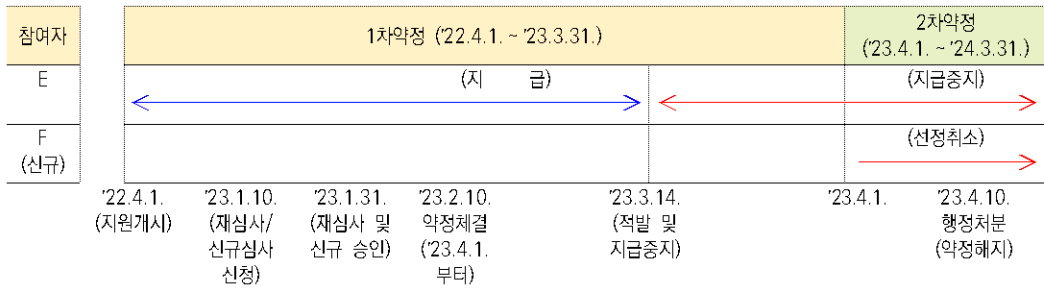 참여자
1차약정 ('22.4.1. ~ '23.3.31.)
2차약정
('23.4.1. ~ '24.3.31.)
E
(지 급)
(지급중지)
F
(신규)
(선정취소)
'22.4.1.
(지원개시)
'23.1.10.
(재심사/
신규심사
신청)
'23.1.31.
(재심사 및
신규 승인)
'23.2.10.
약정체결
('23.4.1.
부터)
'23.3.14.
(적발 및
지급중지)
'23.4.1.
'23.4.10.
행정처분
(약정해지)